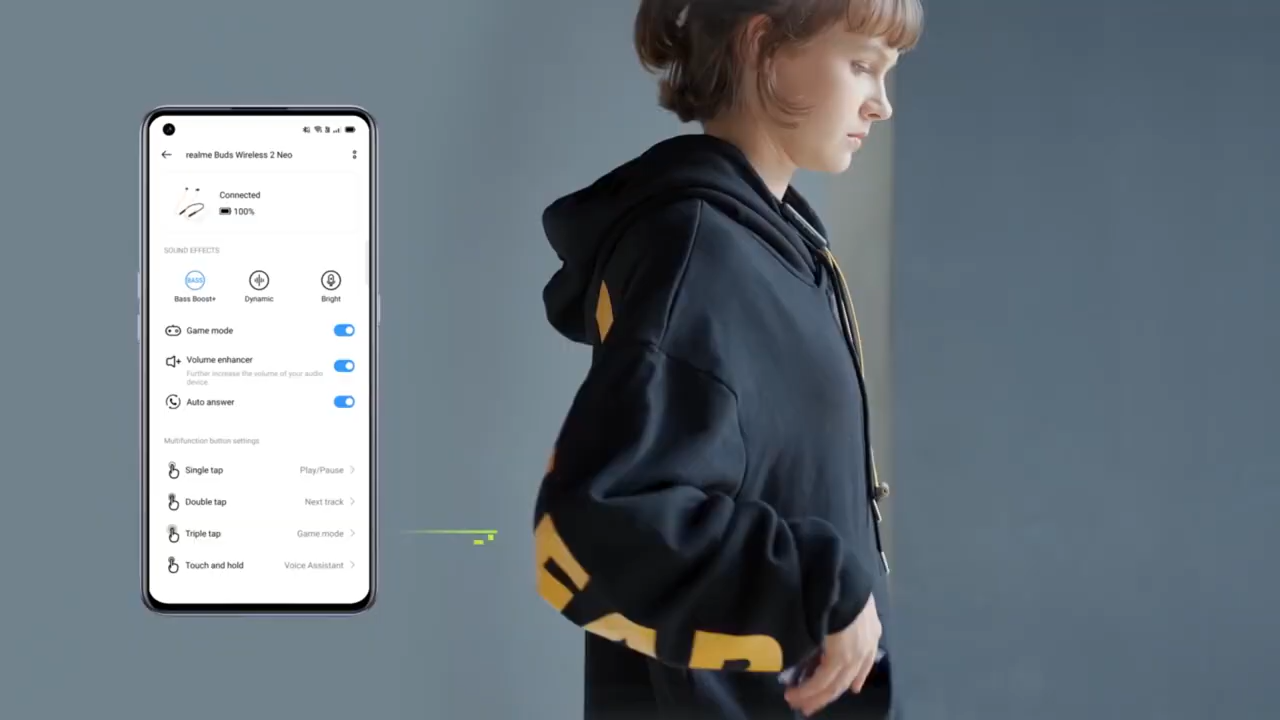 realme Buds Wireless 2 Neo
Connected
100%
SOUND EFFECTS
BASS
Bass Boost+
Dynamic
Bright
Game mode
Volume enhancer
Further increase the volume of your audio
device
Auto answer
Multifunction button settings
Single tap
Play/Pause
Double tap
Next track
Triple tap
Game mode
Touch and hold
Voice Assistant